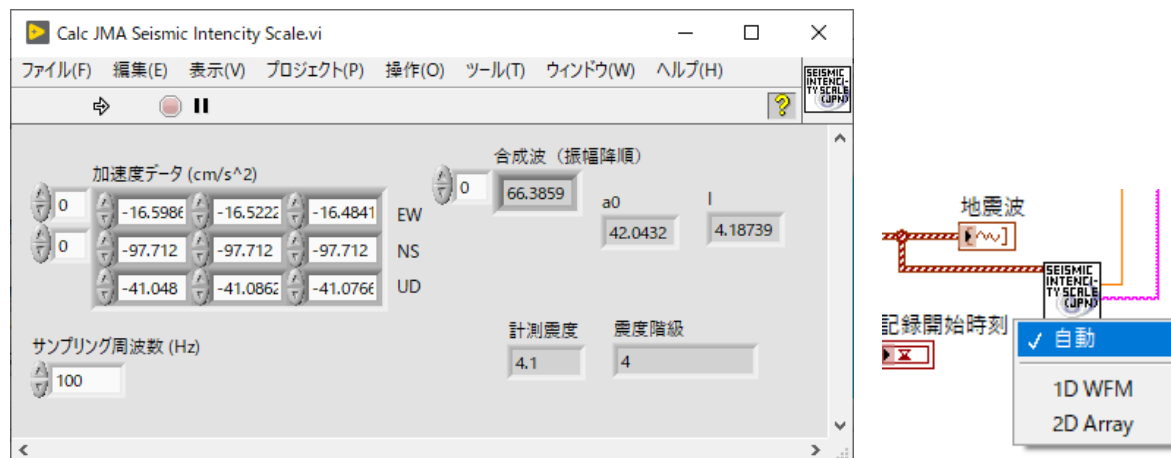 Calc JMA Seismic Intencity Scale.vi
ファイル(F) 編集(E) 表示(V) プロジェクト(P) 操作(O) ツール(T) ウィンドウ(W) ヘルプ(H)
SEISMIC
INTENCI-
TY SCALE
(JPN)
加速度データ (cm/s^2)
0
0
-16.5986 -16.5222 -16.4841 EW
-97.712 -97.712 -97.712 NS
-41.048 -41.0862 -41.0766 UD
サンプリング周波数 (Hz)
100
合成波（振幅降順）
0 66.3859
a0
42.0432
I
4.18739
計測震度
4.1
震度階級
4
地震波
SEISMIC
INTENCI-
TY SCALE
(JPN)
記録開始時刻
自動
1D WFM
2D Array